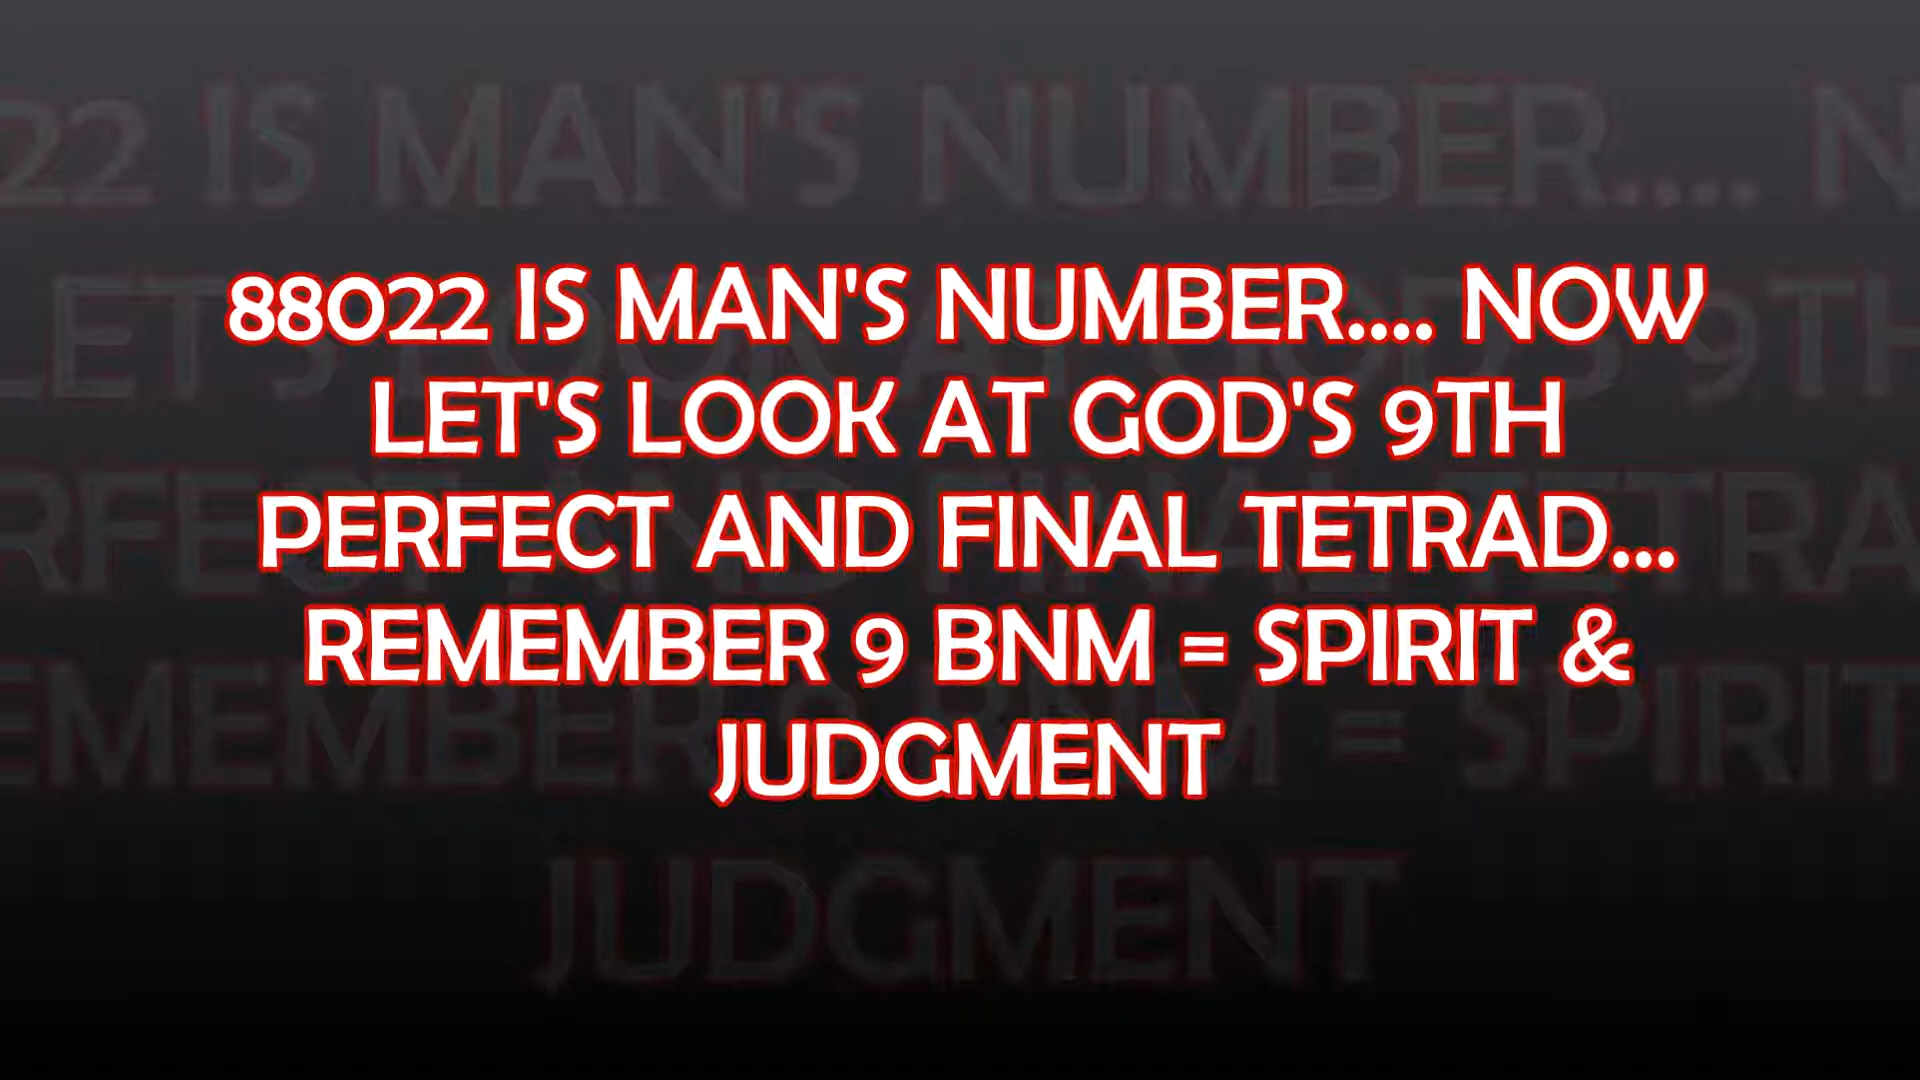 88022 IS MAN'S NUMBER.... NOW
LET'S LOOK AT GOD'S 9TH
PERFECT AND FINAL TETRAD...
REMEMBER 9 BNM = SPIRIT &
JUDGMENT